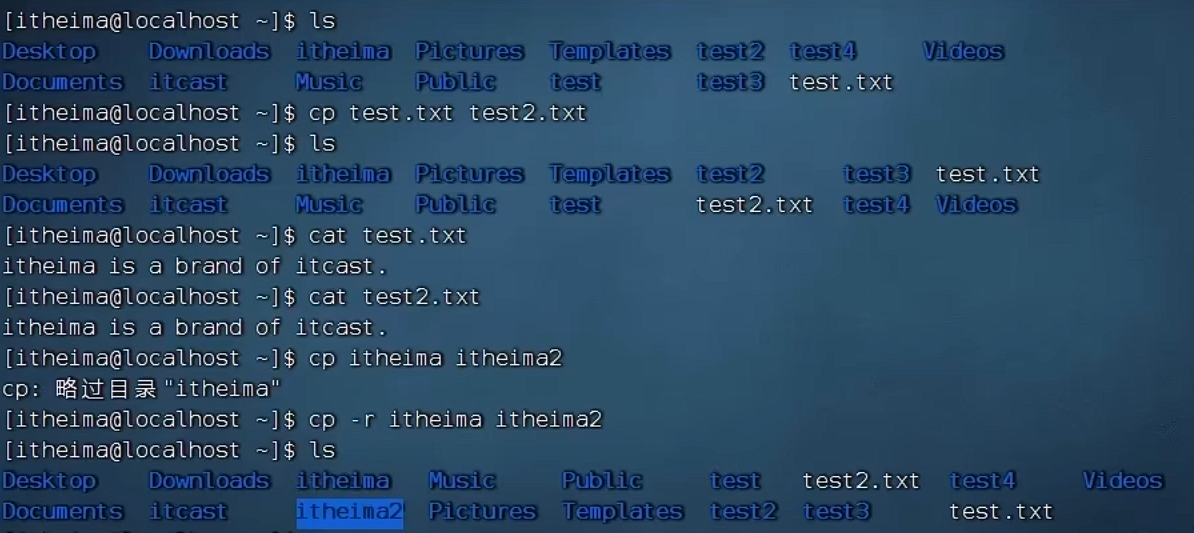 [itheima@localhost ~]$ ls
Desktop    Downloads  itheima  Pictures  Templates  test2  test4     Videos
Documents  itcast     Music    Public    test       test3  test.txt
[itheima@localhost ~]$ cp test.txt test2.txt
[itheima@localhost ~]$ ls
Desktop    Downloads  itheima  Pictures  Templates  test2      test3  test.txt
Documents  itcast     Music    Public    test       test2.txt  test4  Videos
[itheima@localhost ~]$ cat test.txt
itheima is a brand of itcast.
[itheima@localhost ~]$ cat test2.txt
itheima is a brand of itcast.
[itheima@localhost ~]$ cp itheima itheima2
cp: 略过目录"itheima"
[itheima@localhost ~]$ cp -r itheima itheima2
[itheima@localhost ~]$ ls
Desktop    Downloads  itheima   Music     Public     test   test2.txt  test4     Videos
Documents  itcast     itheima2  Pictures  Templates  test2  test3      test.txt